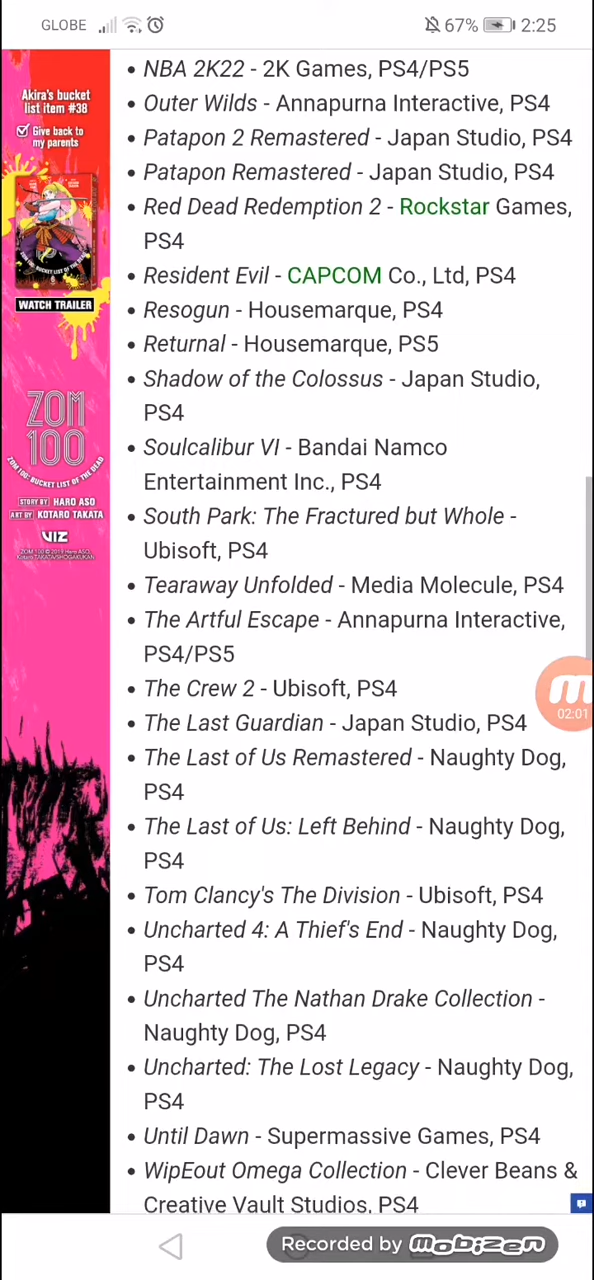 GLOBE 67% 2:25
Akira's bucket
list item #38
Give back to
my parents
WATCH TRAILER
ZOM
100
ZOM 100: BUCKET LIST OF THE DEAD
STORY BY HARO ASO
ART BY KOTARO TAKATA
VIZ
NBA 2K22 - 2K Games, PS4/PS5
Outer Wilds - Annapurna Interactive, PS4
Patapon 2 Remastered - Japan Studio, PS4
Patapon Remastered - Japan Studio, PS4
Red Dead Redemption 2 - Rockstar Games,
PS4
Resident Evil - CAPCOM Co., Ltd, PS4
Resogun - Housemarque, PS4
Returnal - Housemarque, PS5
Shadow of the Colossus - Japan Studio,
PS4
Soulcalibur VI - Bandai Namco
Entertainment Inc., PS4
South Park: The Fractured but Whole -
Ubisoft, PS4
Tearaway Unfolded - Media Molecule, PS4
The Artful Escape - Annapurna Interactive,
PS4/PS5
The Crew 2 - Ubisoft, PS4
The Last Guardian - Japan Studio, PS4
The Last of Us Remastered - Naughty Dog,
PS4
The Last of Us: Left Behind - Naughty Dog,
PS4
Tom Clancy's The Division - Ubisoft, PS4
Uncharted 4: A Thief's End - Naughty Dog,
PS4
Uncharted The Nathan Drake Collection -
Naughty Dog, PS4
Uncharted: The Lost Legacy - Naughty Dog,
PS4
Until Dawn - Supermassive Games, PS4
WipEout Omega Collection - Clever Beans &
Creative Vault Studios, PS4
m
02:01
Recorded by mobizen